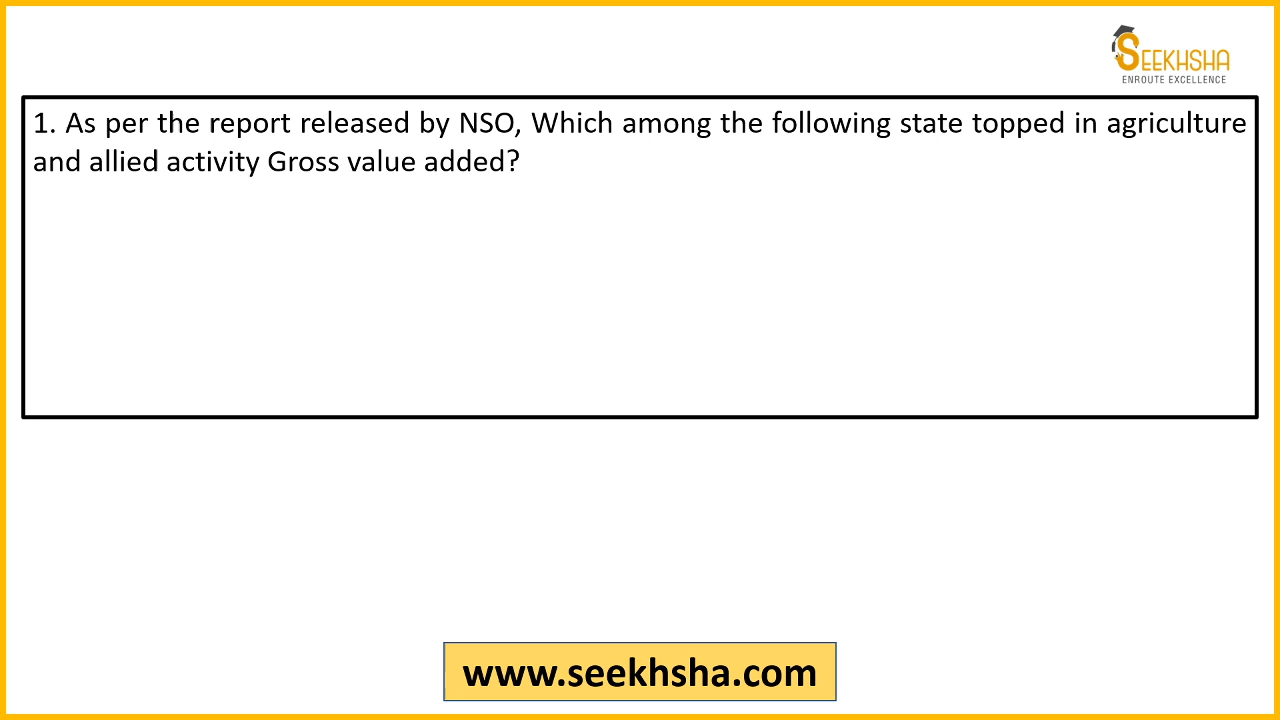 SEEKHSHA
ENROUTE EXCELLENCE
1. As per the report released by NSO, Which among the following state topped in agriculture
and allied activity Gross value added?
www.seekhsha.com